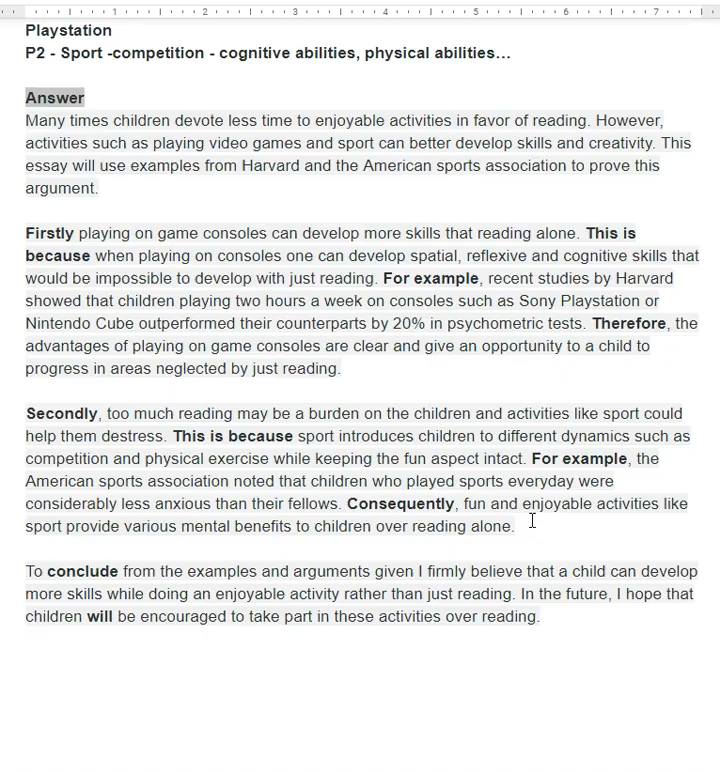 1 2 3 4 5 6 7
Playstation
P2 - Sport -competition - cognitive abilities, physical abilities...
Answer
Many times children devote less time to enjoyable activities in favor of reading. However,
activities such as playing video games and sport can better develop skills and creativity. This
essay will use examples from Harvard and the American sports association to prove this
argument.
Firstly playing on game consoles can develop more skills that reading alone. This is
because when playing on consoles one can develop spatial, reflexive and cognitive skills that
would be impossible to develop with just reading. For example, recent studies by Harvard
showed that children playing two hours a week on consoles such as Sony Playstation or
Nintendo Cube outperformed their counterparts by 20% in psychometric tests. Therefore, the
advantages of playing on game consoles are clear and give an opportunity to a child to
progress in areas neglected by just reading.
Secondly, too much reading may be a burden on the children and activities like sport could
help them destress. This is because sport introduces children to different dynamics such as
competition and physical exercise while keeping the fun aspect intact. For example, the
American sports association noted that children who played sports everyday were
considerably less anxious than their fellows. Consequently, fun and enjoyable activities like
sport provide various mental benefits to children over reading alone.
To conclude from the examples and arguments given I firmly believe that a child can develop
more skills while doing an enjoyable activity rather than just reading. In the future, I hope that
children will be encouraged to take part in these activities over reading.